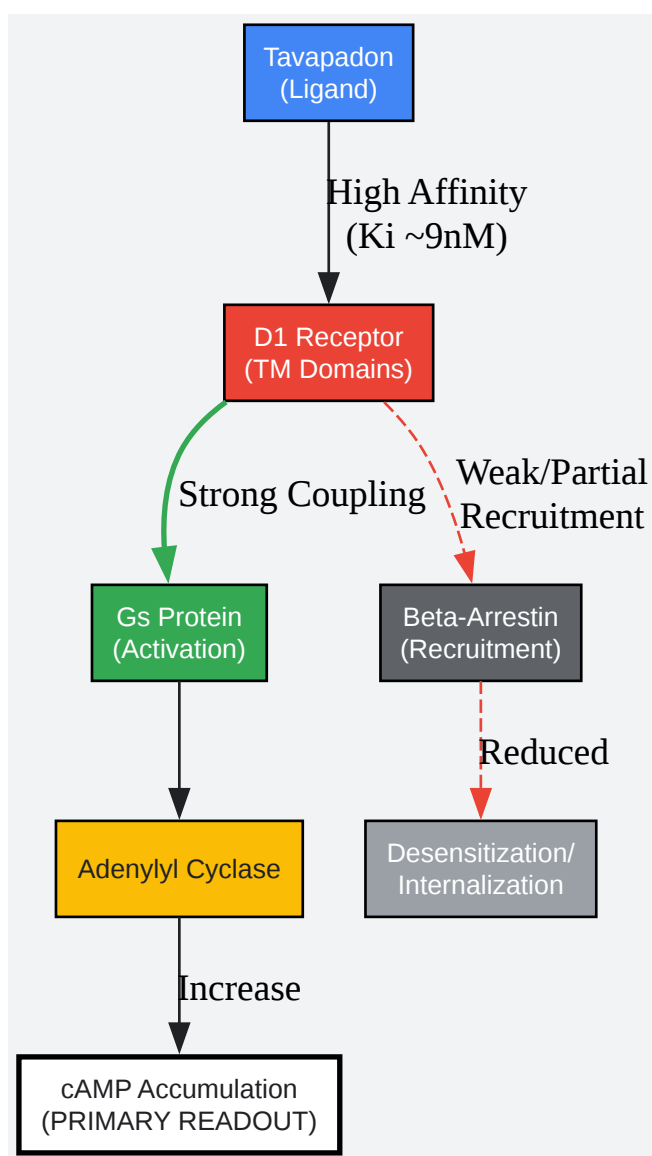 Tavapadon
(Ligand)
High Affinity
(Ki ~9nM)
D1 Receptor
(TM Domains)
Strong Coupling
Weak/Partial
Recruitment
Gs Protein
(Activation)
Beta-Arrestin
(Recruitment)
Reduced
Adenylyl Cyclase
Desensitization/
Internalization
Increase
cAMP Accumulation
(PRIMARY READOUT)